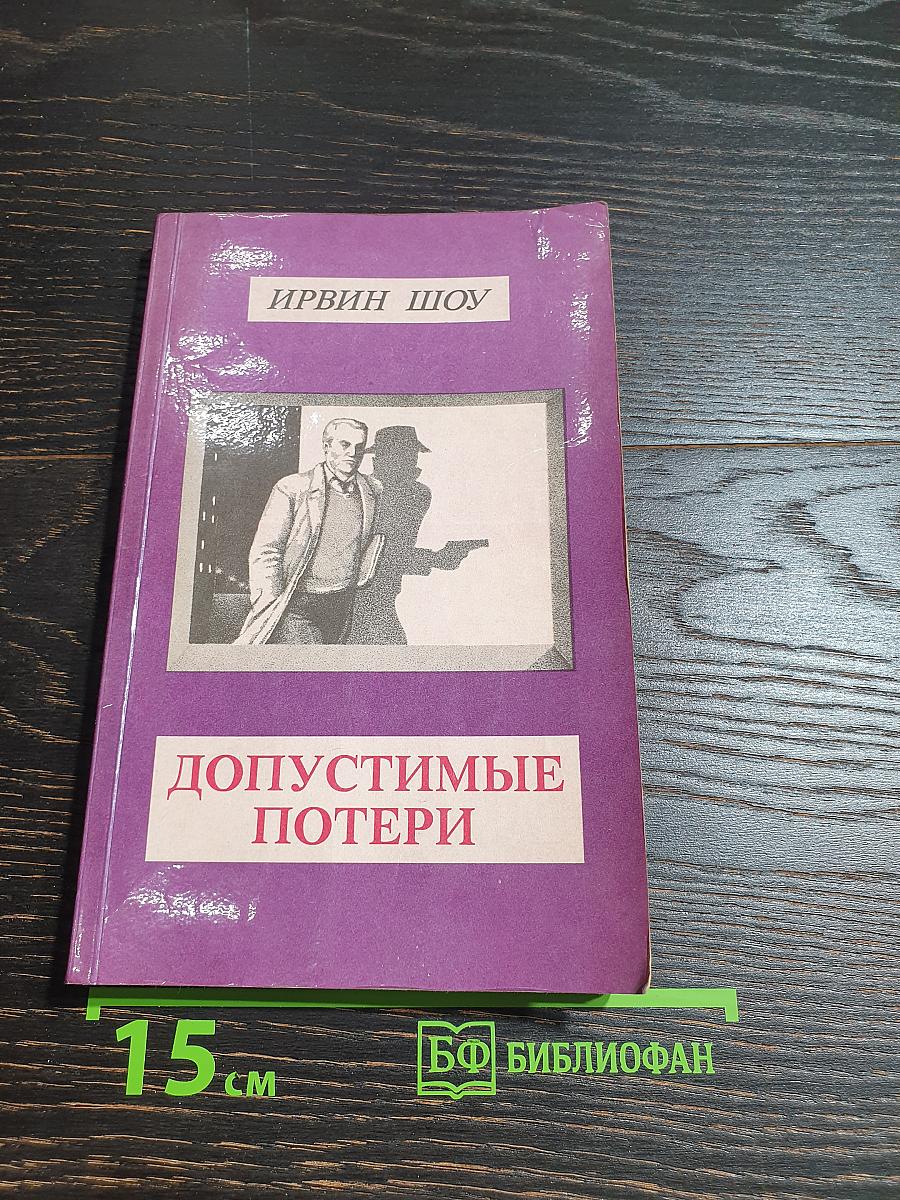 ИРВИН ШОУ
ДОПУСТИМЫЕ
ПОТЕРИ
15 см
БФ БИБЛИОФАН